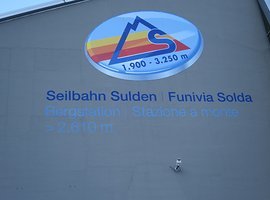 S
1.900 - 3.250 m
Seilbahn Sulden | Funivia Solda
Bergstation | Stazione a monte
> 2.610 m